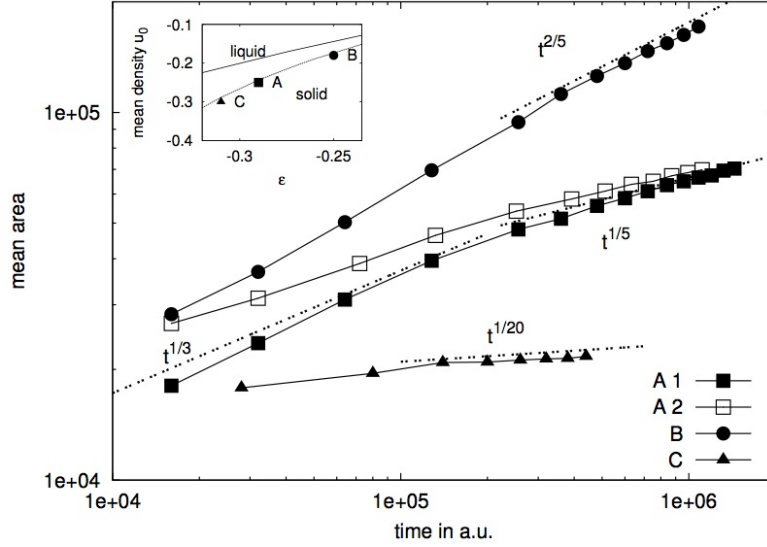 -0.1
-0.2
-0.3
-0.4
mean density u0
liquid
solid
A
B
C
-0.3
-0.25
ε
t^2/5
t^1/5
t^1/3
t^1/20
1e+05
1e+04
mean area
A 1
A 2
B
C
1e+04
1e+05
1e+06
time in a.u.